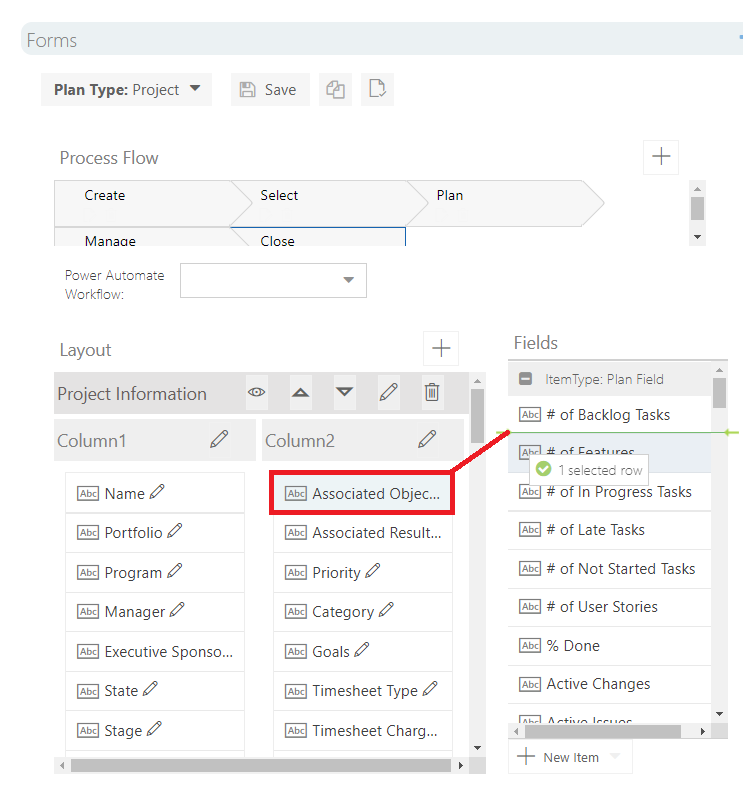 Forms
Plan Type: Project
Save
Process Flow
Create
Select
Plan
Manage
Close
Power Automate
Workflow:
Layout
Project Information
Column1
Column2
Abc Name
Abc Portfolio
Abc Program
Abc Manager
Abc Executive Sponso...
Abc State
Abc Stage
Abc Associated Objec...
Abc Associated Result...
Abc Priority
Abc Category
Abc Goals
Abc Timesheet Type
Abc Timesheet Charg...
Fields
ItemType: Plan Field
Abc # of Backlog Tasks
Abc # of Features
1 selected row
Abc # of In Progress Tasks
Abc # of Late Tasks
Abc # of Not Started Tasks
Abc # of User Stories
Abc % Done
Abc Active Changes
Abc Active Issues
New Item